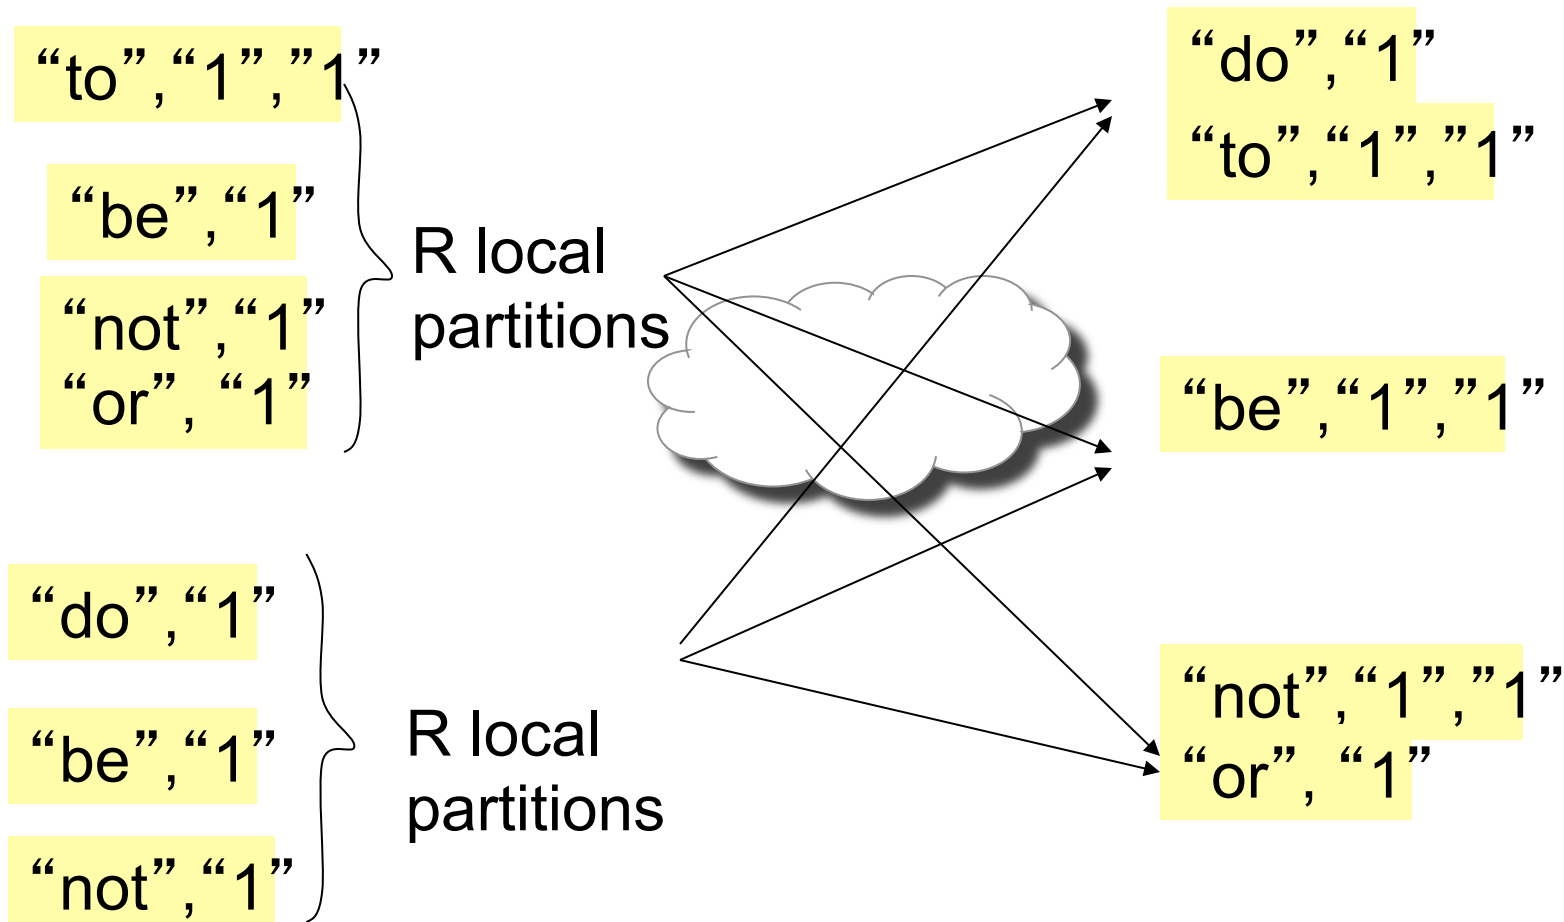 “to”,“1”,”1”
“be”,“1”
“not”,“1”
“or”, “1”
R local
partitions
“do”,“1”
“be”,“1”
“not”,“1”
R local
partitions
“do”,“1”
“to”,“1”,”1”
“be”,“1”,”1”
“not”,“1”,”1”
“or”, “1”